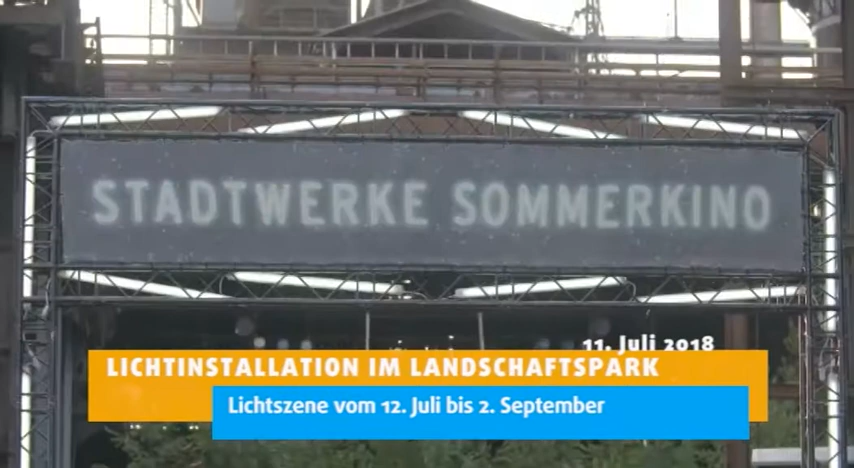 STADTWERKE SOMMERKINO
11. Juli 2018
LICHTINSTALLATION IM LANDSCHAFTSPARK
Lichtszene vom 12. Juli bis 2. September